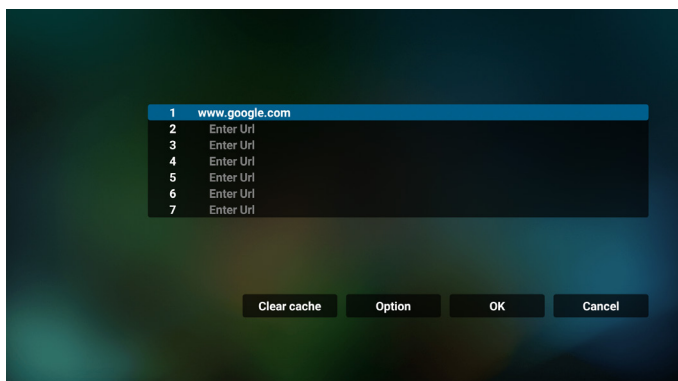 1 www.google.com
2 Enter Url
3 Enter Url
4 Enter Url
5 Enter Url
6 Enter Url
7 Enter Url
Clear cache Option OK Cancel